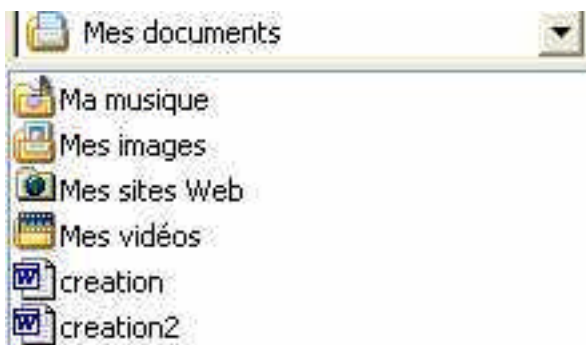 Mes documents
Ma musique
Mes images
Mes sites Web
Mes vidéos
creation
creation2